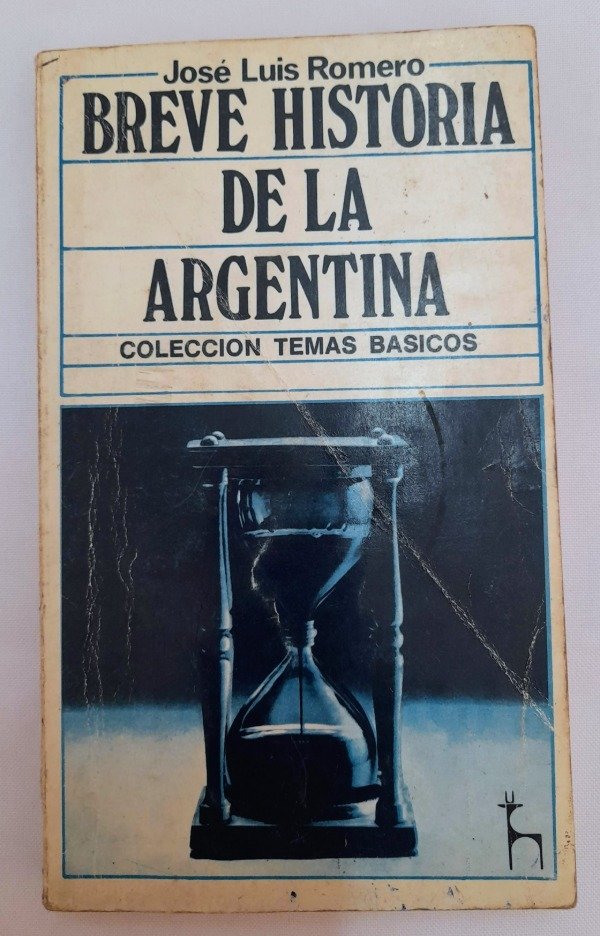 José Luis Romero
BREVE HISTORIA
DE LA
ARGENTINA
COLECCION TEMAS BASICOS